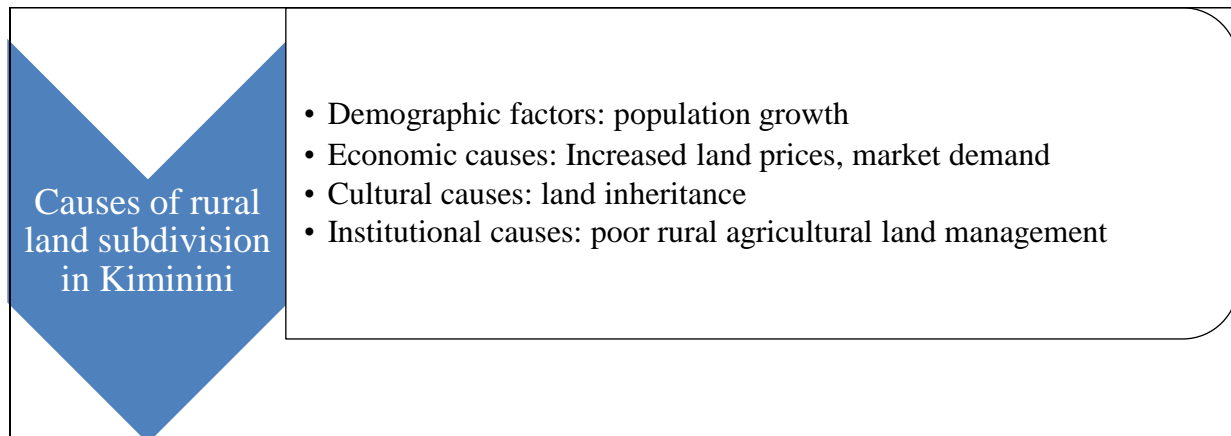 Causes of rural
land subdivision
in Kiminini
• Demographic factors: population growth
• Economic causes: Increased land prices, market demand
• Cultural causes: land inheritance
• Institutional causes: poor rural agricultural land management